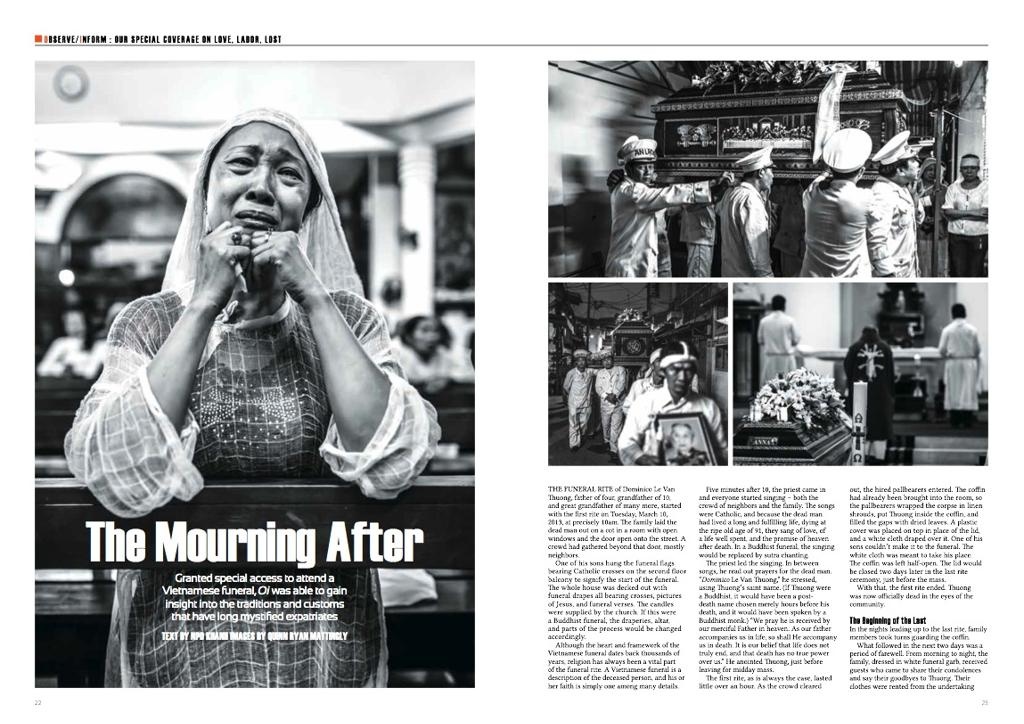 OBSERVE/INFORM : OUR SPECIAL COVERAGE ON LOVE, LABOR, LOST
The Mourning After
Granted special access to attend a
Vietnamese funeral, Oi was able to gain
insight into the traditions and customs
that have long mystified expatriates
TEXT BY NPD KHANH IMAGES BY QUINN RYAN MATTINGLY
22
ANNA
THE FUNERAL RITE of Dominico Le Van
Thuong, father of four, grandfather of 10,
and great grandfather of many more, started
with the first rite in, Tuesday, March 10,
2013, at precisely 10am. The family laid the
dead man out on a cot in a room with open
windows and the door open onto the street. A
crowd had gathered beyond that door, mostly
neighbors.
One of his sons hung the funeral flags
bearing Catholic crosses on the second floor
balcony to signify the start of the funeral.
The whole house was decked out with
funeral drapes all bearing crosses, pictures
of Jesus, and funeral verses. The candles
were supplied by the church. If this were
a Buddhist funeral, the draperies, altar,
and parts of the process would be changed
accordingly.
Although the heart and framework of the
Vietnamese funeral dates back thousands of
years, religion has always been a vital part
of the funeral rite. A Vietnamese funeral is a
description of the deceased person, and his or
her faith is simply one among many details.
Five minutes after 10, the priest came in
and everyone started singing – both the
crowd of neighbors and the family. The songs
were Catholic, and because the dead man
had lived a long and fulfilling life, dying at
the ripe old age of 91, they sang of love, of
a life well spent, and the promise of heaven
after death. In a Buddhist funeral, the singing
would be replaced by sutra chanting.
The priest led the singing. In between
songs, he read out prayers for the dead man.
"Dominico Le Van Thuong," he stressed,
using Thuong's saint name. (If Thuong were
a Buddhist, it would have been a post-
death name chosen merely hours before his
death, and it would have been spoken by a
Buddhist monk.) "We pray he is received by
our merciful Father in heaven. As our father
accompanies us in life, so shall He accompany
us in death. It is our belief that life does not
truly end, and that death has no true power
over us." He anointed Thuong, just before
leaving for midday mass.
The first rite, as is always the case, lasted
little over an hour. As the crowd cleared
out, the hired pallbearers entered. The coffin
had already been brought into the room, so
the pallbearers wrapped the corpse in linen
shrouds, put Thuong inside the coffin, and
filled the gaps with dried leaves. A plastic
cover was placed on top in place of the lid,
and a white cloth draped over it. One of his
sons couldn't make it to the funeral. The
white cloth was meant to take his place.
The coffin was left half-open. The lid would
be closed two days later in the last rite
ceremony, just before the mass.
With that, the first rite ended. Thuong
was now officially dead in the eyes of the
community.
The Beginning of the Last
In the nights leading up to the last rite, family
members took turns guarding the coffin.
What followed in the next two days was a
period of farewell. From morning to night, the
family, dressed in white funeral garb, received
guests who came to share their condolences
and say their goodbyes to Thuong. Their
clothes were rented from the undertaking
23